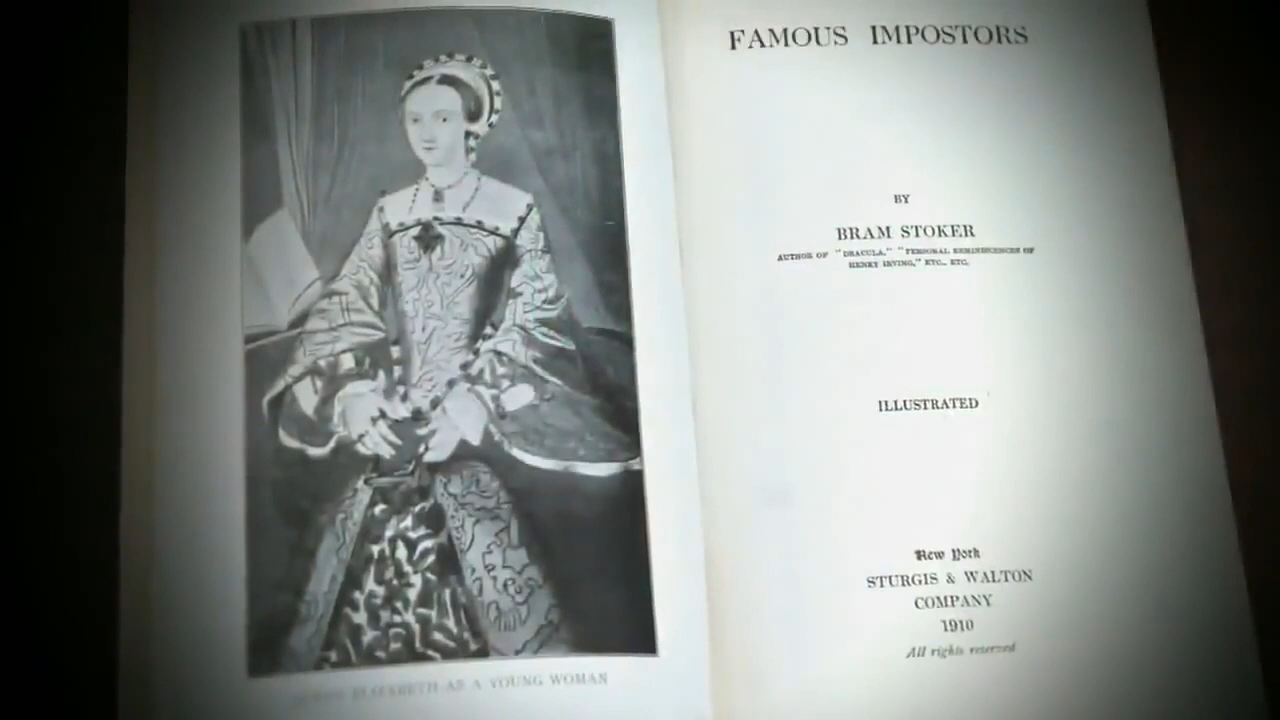 ELIZABETH AS A YOUNG WOMAN
FAMOUS IMPOSTORS
BY
BRAM STOKER
AUTHOR OF "DRACULA," "PERSONAL REMINISCENCES OF
HENRY IRVING," ETC., ETC.
ILLUSTRATED
New York
STURGIS & WALTON
COMPANY
1910
All rights reserved